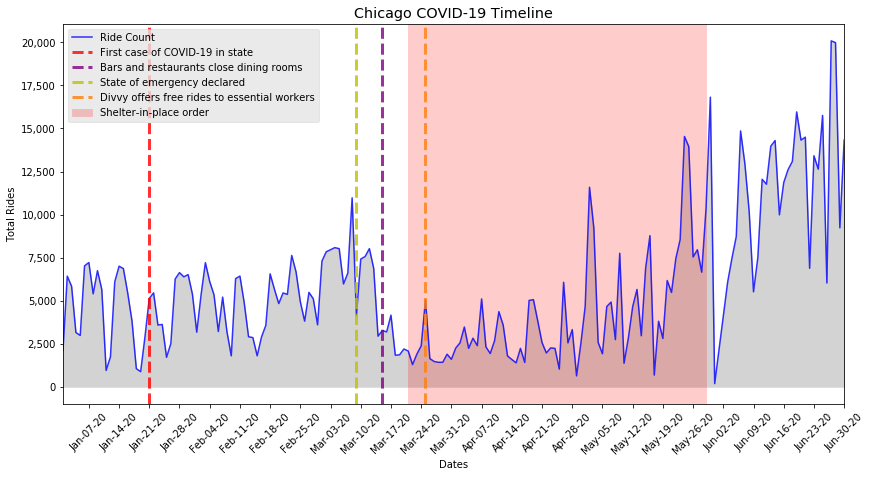 Chicago COVID-19 Timeline
Ride Count
First case of COVID-19 in state
Bars and restaurants close dining rooms
State of emergency declared
Divvy offers free rides to essential workers
Shelter-in-place order
Total Rides
20,000
17,500
15,000
12,500
10,000
7,500
5,000
2,500
0
Jan-07-20
Jan-14-20
Jan-21-20
Jan-28-20
Feb-04-20
Feb-11-20
Feb-18-20
Feb-25-20
Mar-03-20
Mar-10-20
Mar-17-20
Mar-24-20
Mar-31-20
Apr-07-20
Apr-14-20
Apr-21-20
Apr-28-20
May-05-20
May-12-20
May-19-20
May-26-20
Jun-02-20
Jun-09-20
Jun-16-20
Jun-23-20
Jun-30-20
Dates